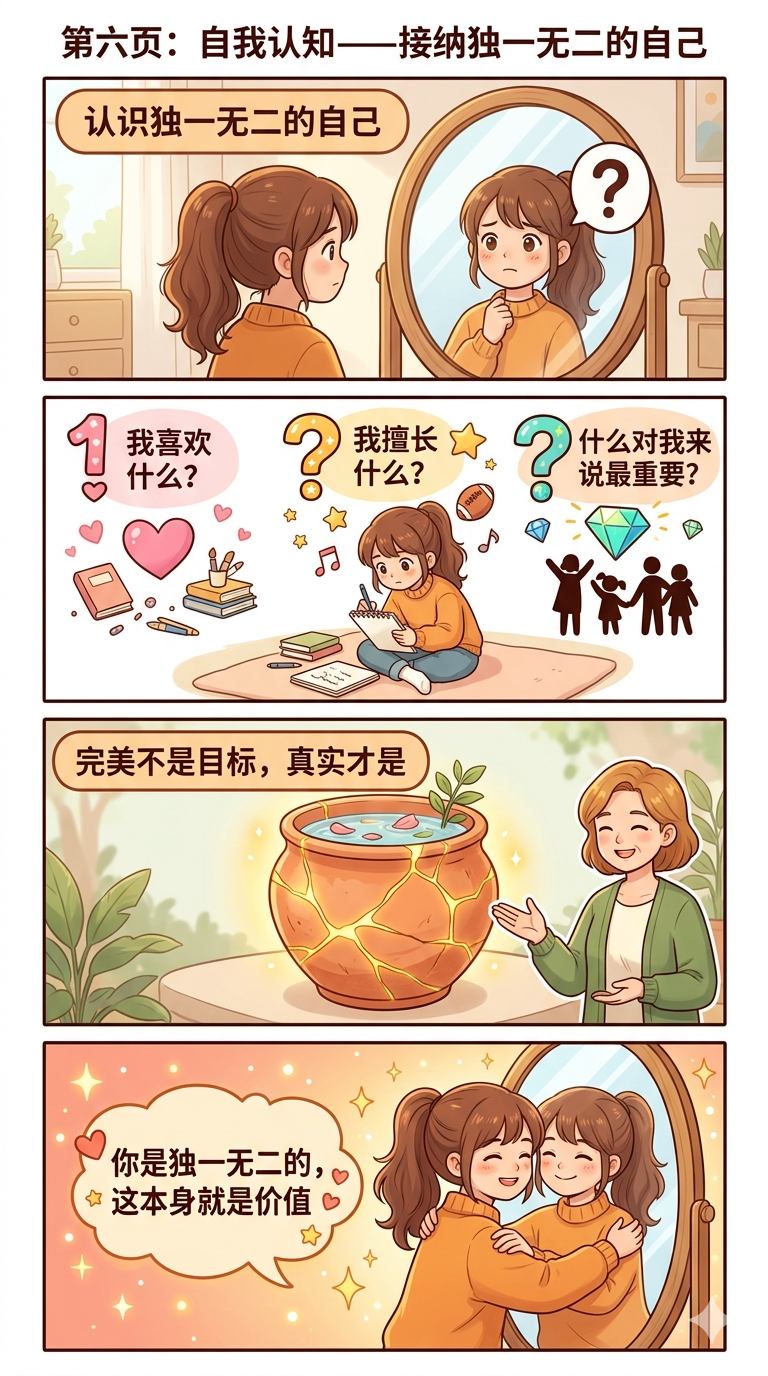 第六页：自我认知——接纳独一无二的自己
认识独一无二的自己
?
我喜欢
什么？
?
我擅长
什么？
?
什么对我来
说最重要？
完美不是目标，真实才是
你是独一无二的，
这本身就是价值